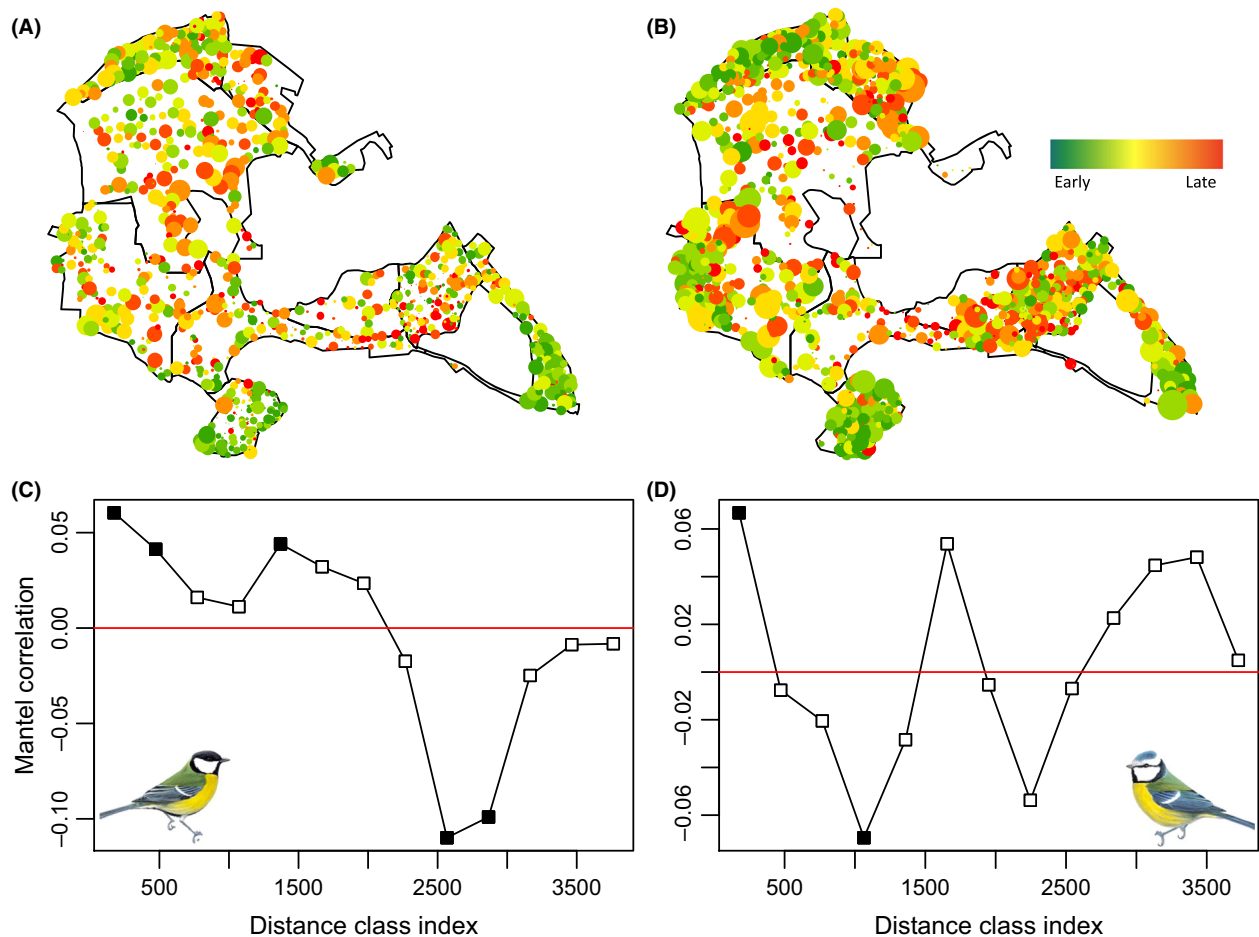 (A)
(B)
Early Late
(C)
(D)
Mantel correlation
0.05
0.00
−0.05
−0.10
500 1500 2500 3500
Distance class index
0.06
0.02
−0.02
−0.06
500 1500 2500 3500
Distance class index